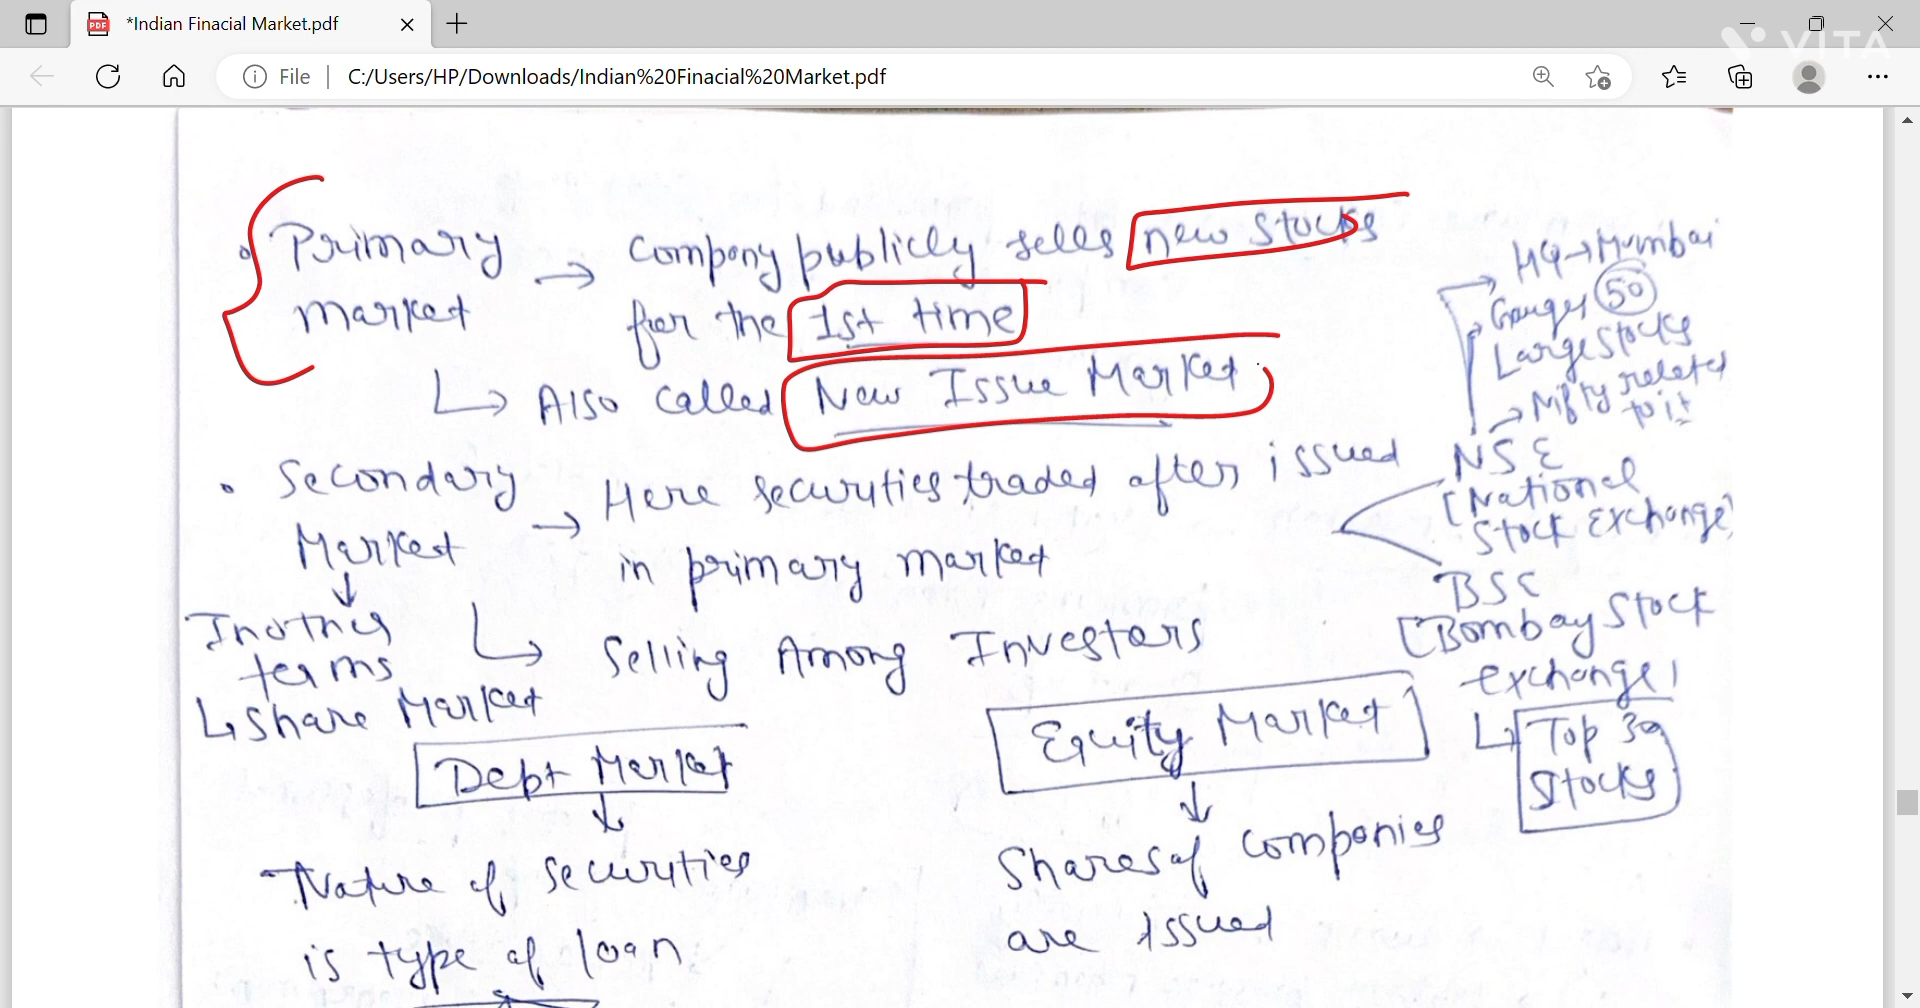 *Indian Finacial Market.pdf
VITA
File
C:/Users/HP/Downloads/Indian%20Finacial%20Market.pdf
Primary market → Company publicly sells new stocks
for the 1st time
↳ Also called New Issue Market
HQ → Mumbai
Gauges 50
Large Stocks
→ Nifty related
to it
NSE
[National
Stock Exchange]
• Secondary Market → Here securities traded after issued
in primary market
↳ Selling Among Investors
BSE
[Bombay Stock
exchange]
↳ Top 30
Stocks
In other
terms
↳ Share Market
Debt Market
Nature of securities
is type of loan
Equity Market
Shares of companies
are issued